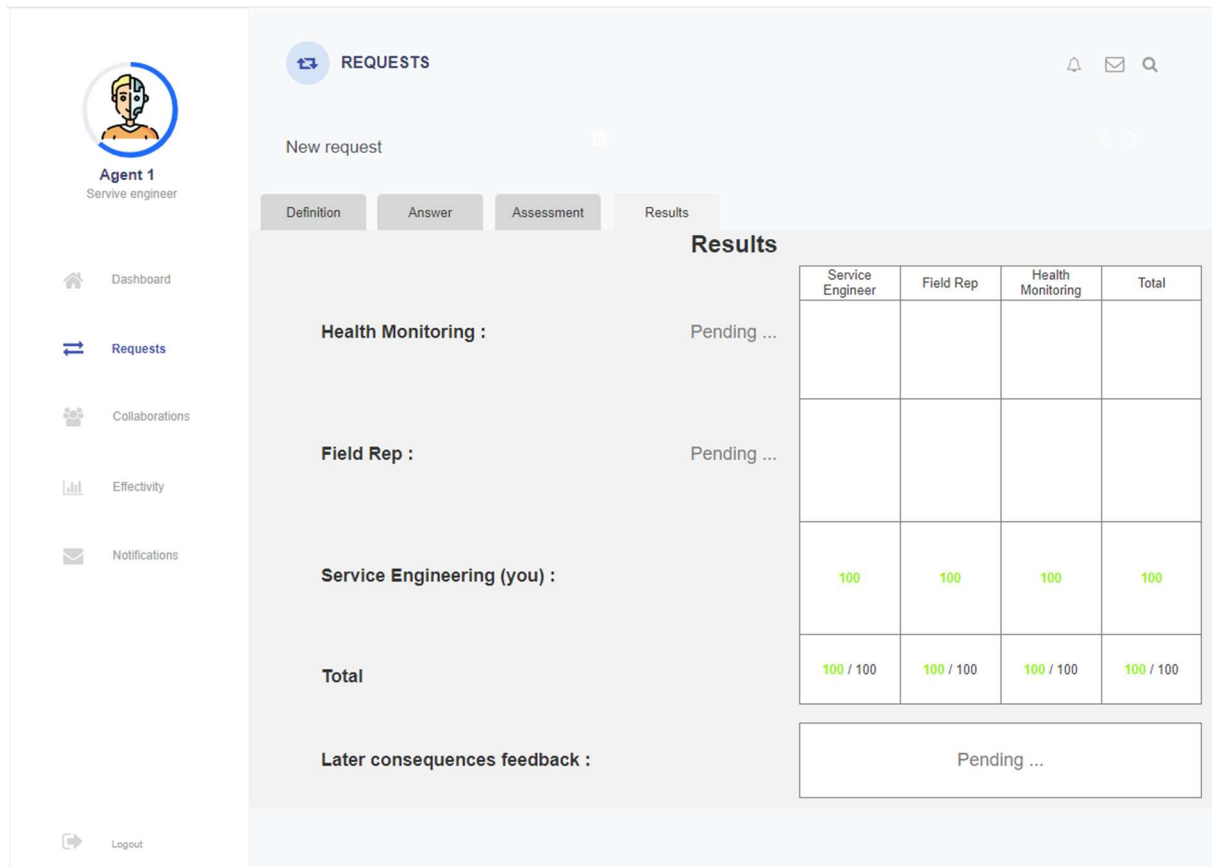 REQUESTS
New request
Agent 1
Servive engineer
Definition
Answer
Assessment
Results
Dashboard
Requests
Collaborations
Effectivity
Notifications
Logout
Results
Service Engineer
Field Rep
Health Monitoring
Total
Health Monitoring :
Pending ...
Field Rep :
Pending ...
Service Engineering (you) :
100
100
100
100
Total
100 / 100
100 / 100
100 / 100
100 / 100
Later consequences feedback :
Pending ...